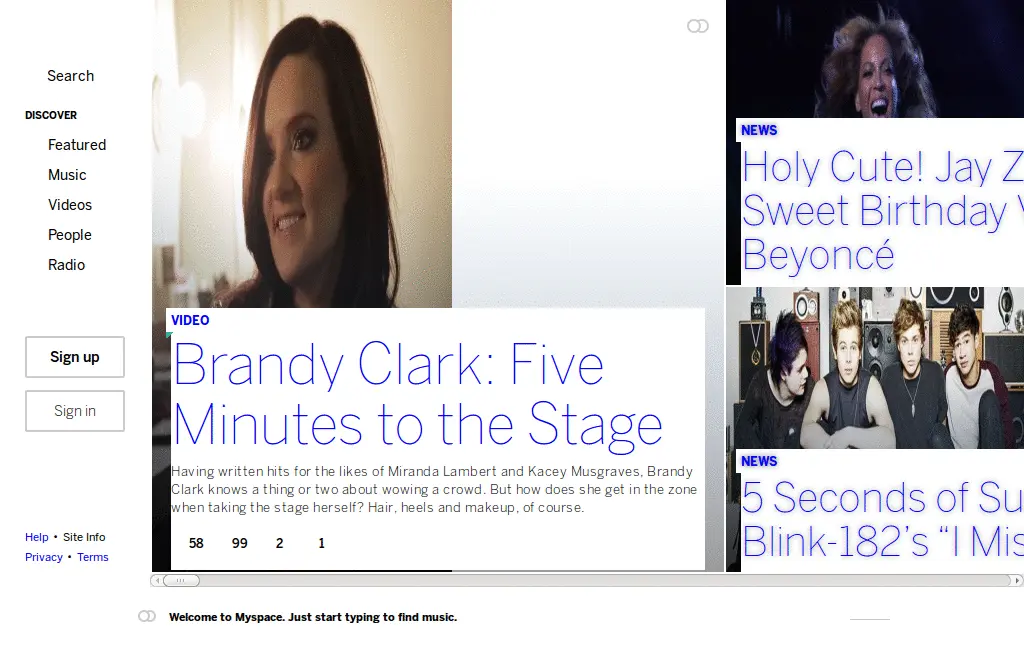 Search
DISCOVER
Featured
Music
Videos
People
Radio
Sign up
Sign in
Help • Site Info
Privacy • Terms
VIDEO
Brandy Clark: Five
Minutes to the Stage
Having written hits for the likes of Miranda Lambert and Kacey Musgraves, Brandy
Clark knows a thing or two about wowing a crowd. But how does she get in the zone
when taking the stage herself? Hair, heels and makeup, of course.
58 99 2 1
NEWS
Holy Cute! Jay Z
Sweet Birthday
Beyoncé
NEWS
5 Seconds of Su
Blink-182’s “I Mis
Welcome to Myspace. Just start typing to find music.